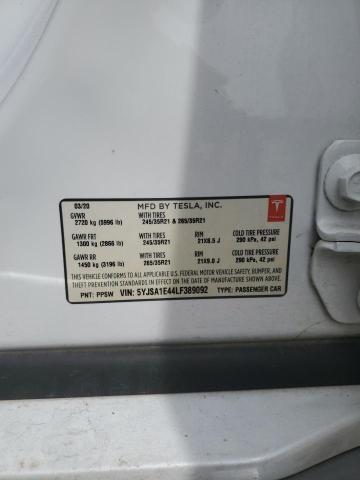 03/20 MFD BY TESLA, INC.
GVWR WITH TIRES
2720 kg (5996 lb) 245/35R21 & 265/35R21
GAWR FRT WITH TIRES RIM COLD TIRE PRESSURE
1300 kg (2866 lb) 245/35R21 21X8.5 J 290 kPa, 42 psi
GAWR RR WITH TIRES RIM COLD TIRE PRESSURE
1450 kg (3196 lb) 265/35R21 21X9.0 J 290 kPa, 42 psi
THIS VEHICLE CONFORMS TO ALL APPLICABLE U.S. FEDERAL MOTOR VEHICLE SAFETY, BUMPER, AND
THEFT PREVENTION STANDARDS IN EFFECT ON THE DATE OF MANUFACTURE SHOWN ABOVE.
PNT: PPSW VIN: 5YJSA1E44LF389092 TYPE: PASSENGER CAR